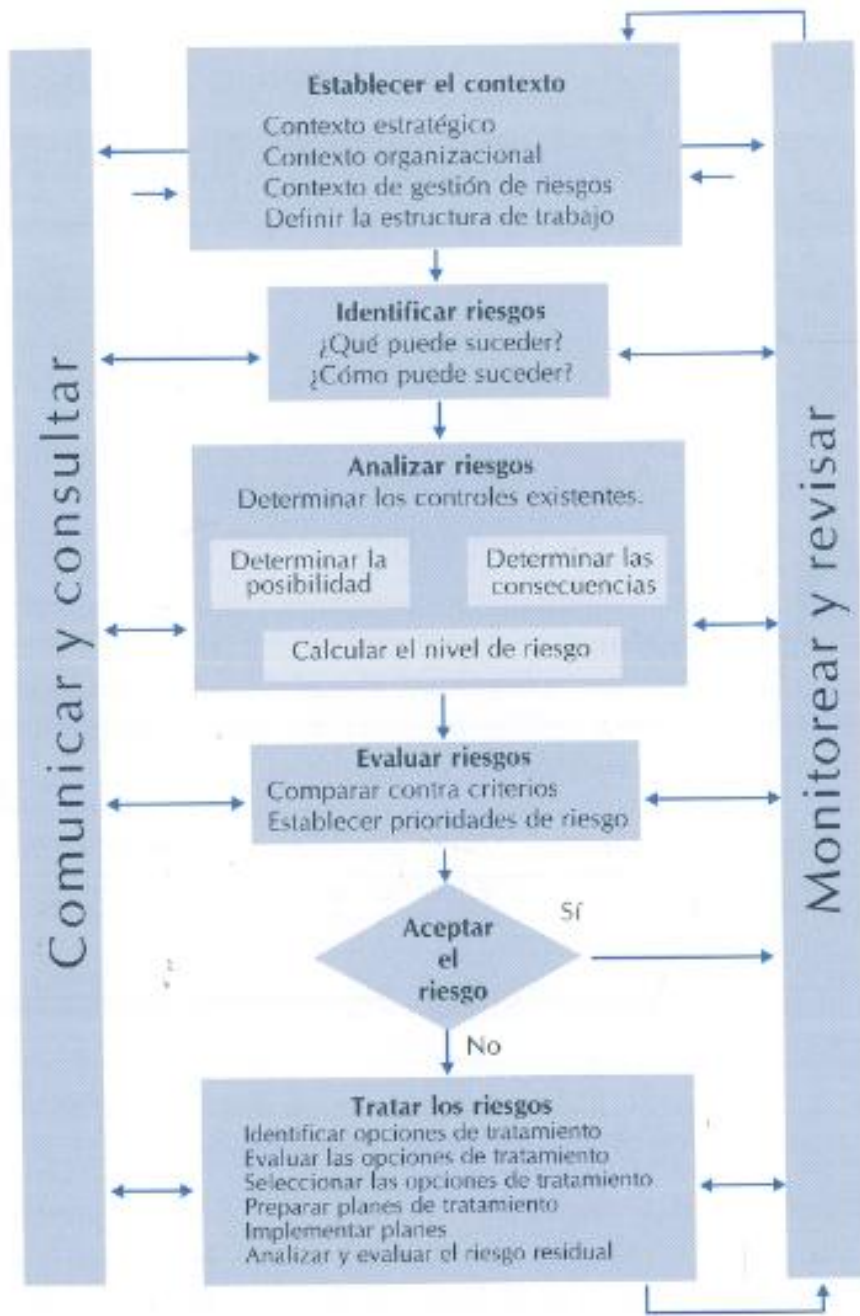 Establecer el contexto
Contexto estratégico
Contexto organizacional
Contexto de gestión de riesgos
Definir la estructura de trabajo
Identificar riesgos
¿Qué puede suceder?
¿Cómo puede suceder?
Analizar riesgos
Determinar los controles existentes.
Determinar la
posibilidad
Determinar las
consecuencias
Calcular el nivel de riesgo
Evaluar riesgos
Comparar contra criterios
Establecer prioridades de riesgo
Aceptar
el
riesgo
Sí
No
Tratar los riesgos
Identificar opciones de tratamiento
Evaluar las opciones de tratamiento
Seleccionar las opciones de tratamiento
Preparar planes de tratamiento
Implementar planes
Analizar y evaluar el riesgo residual
Comunicar y consultar
Monitorear y revisar